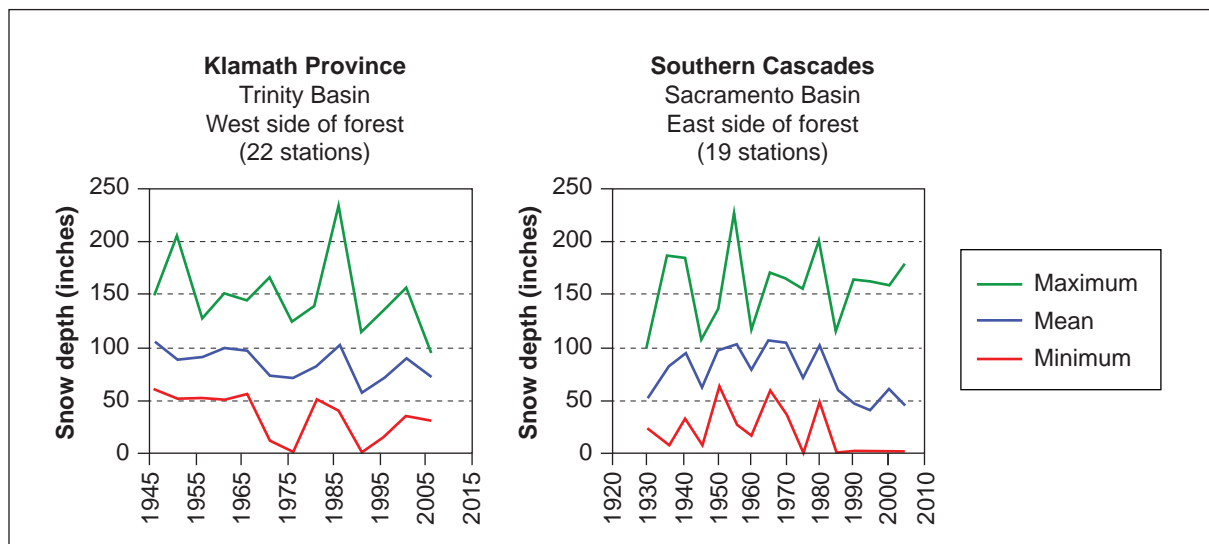 Klamath Province
Trinity Basin
West side of forest
(22 stations)
Snow depth (inches)
250
200
150
100
50
0
1945
1955
1965
1975
1985
1995
2005
2015
Southern Cascades
Sacramento Basin
East side of forest
(19 stations)
Snow depth (inches)
250
200
150
100
50
0
1920
1930
1940
1950
1960
1970
1980
1990
2000
2010
Maximum
Mean
Minimum